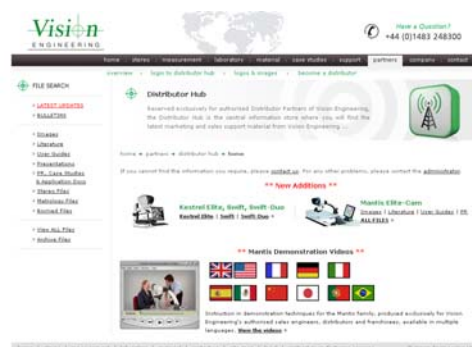 Vision
ENGINEERING
Have a Question?
+44 (0)1483 248300
home stereo measurement laboratory material case studies support partners company contact
overview login to distributor hub logos & images become a distributor
FILE SEARCH
LATEST UPDATES
BULLETINS
Images
Literature
User Guides
Presentations
PR, Case Studies
& Application Docs
Stereo Files
Metrology Files
Biomed Files
View ALL Files
Archive Files
Distributor Hub
Reserved exclusively for authorised Distributor Partners of Vision Engineering,
the Distributor Hub is the central information store where you will find the
latest marketing and sales support material from Vision Engineering ...
home partners distributor hub home
If you cannot find the information you require, please contact us. For any other problems, please contact the administrator.
** New Additions **
Kestrel Elite, Swift, Swift-Duo
Kestrel Elite | Swift | Swift-Duo
Mantis Elite-Cam
Images | Literature | User Guides | PR
ALL FILES
** Mantis Demonstration Videos **
Instruction in demonstration techniques for the Mantis family, produced exclusively for Vision
Engineering's authorised sales engineers, distributors and franchisees, available in multiple
languages. View the videos